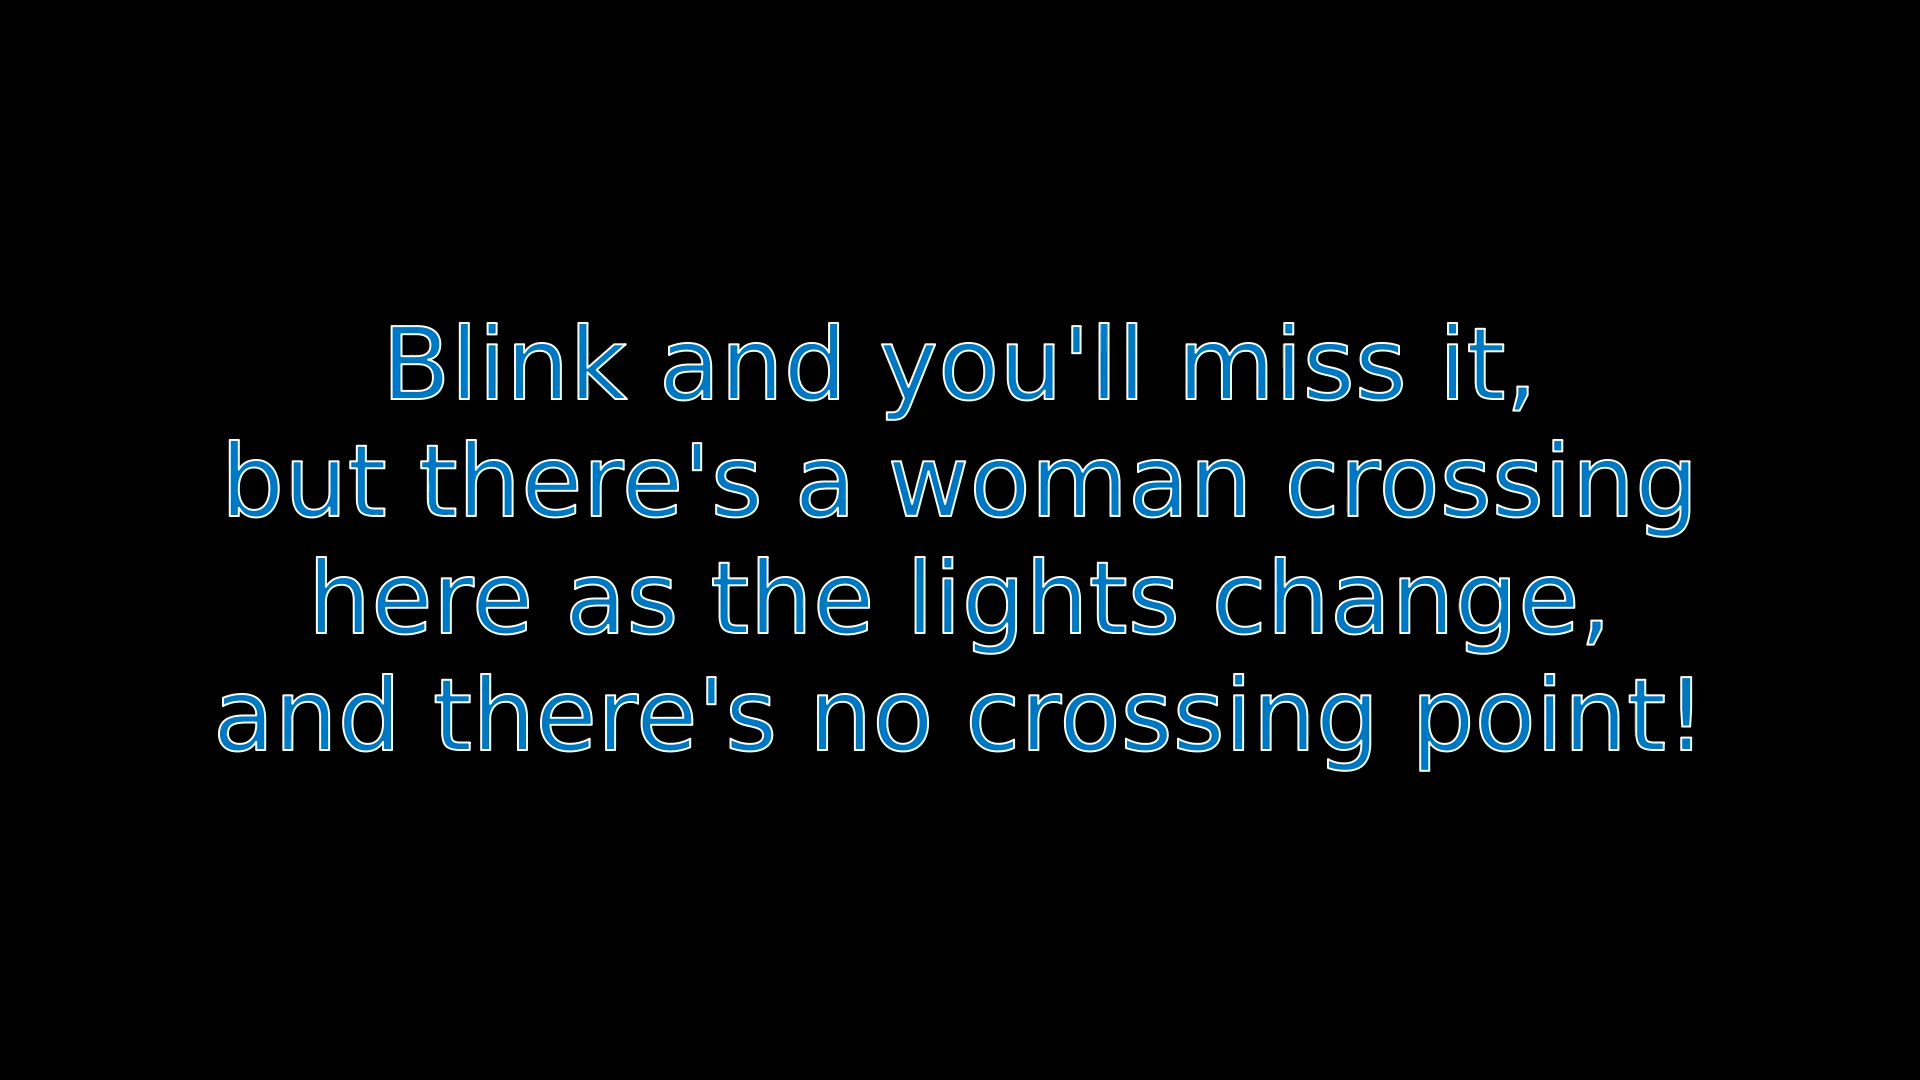 Blink and you'll miss it,
but there's a woman crossing
here as the lights change,
and there's no crossing point!